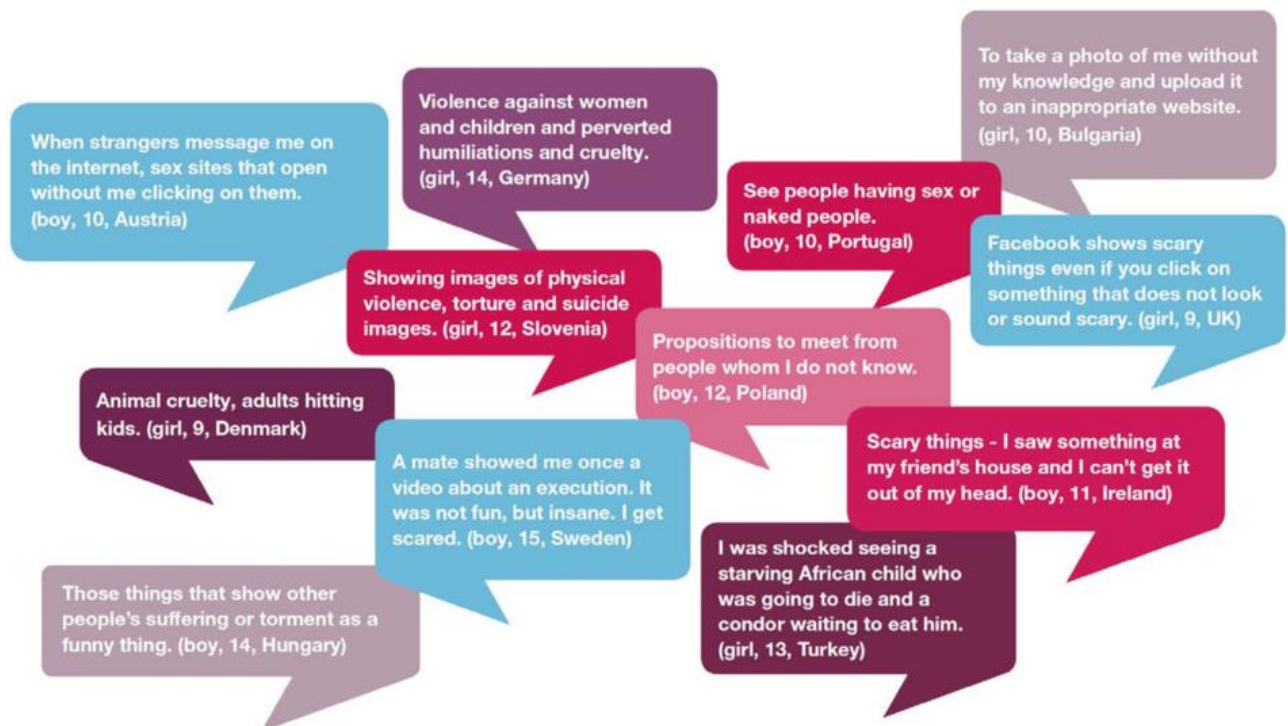 When strangers message me on
the internet, sex sites that open
without me clicking on them.
(boy, 10, Austria)
Violence against women
and children and perverted
humiliations and cruelty.
(girl, 14, Germany)
To take a photo of me without
my knowledge and upload it
to an inappropriate website.
(girl, 10, Bulgaria)
See people having sex or
naked people.
(boy, 10, Portugal)
Facebook shows scary
things even if you click on
something that does not look
or sound scary. (girl, 9, UK)
Showing images of physical
violence, torture and suicide
images. (girl, 12, Slovenia)
Propositions to meet from
people whom I do not know.
(boy, 12, Poland)
Animal cruelty, adults hitting
kids. (girl, 9, Denmark)
A mate showed me once a
video about an execution. It
was not fun, but insane. I get
scared. (boy, 15, Sweden)
Scary things - I saw something at
my friend's house and I can't get it
out of my head. (boy, 11, Ireland)
I was shocked seeing a
starving African child who
was going to die and a
condor waiting to eat him.
(girl, 13, Turkey)
Those things that show other
people's suffering or torment as a
funny thing. (boy, 14, Hungary)